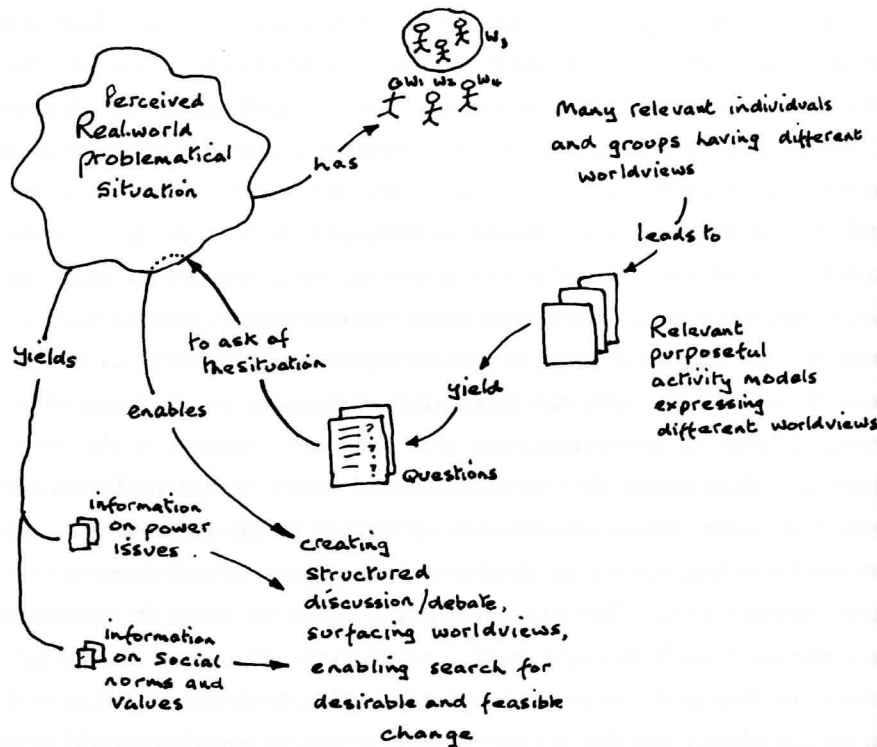 Perceived
Real-world
problematical
Situation
has
W1 W2 W4
W3
Many relevant individuals
and groups having different
worldviews
leads to
Relevant
purposeful
activity models
expressing
different worldviews
yield
?
?
?
?
Questions
to ask of
the situation
yields
enables
information
on power
issues
information
on social
norms and
values
creating
structured
discussion/debate,
surfacing worldviews,
enabling search for
desirable and feasible
change